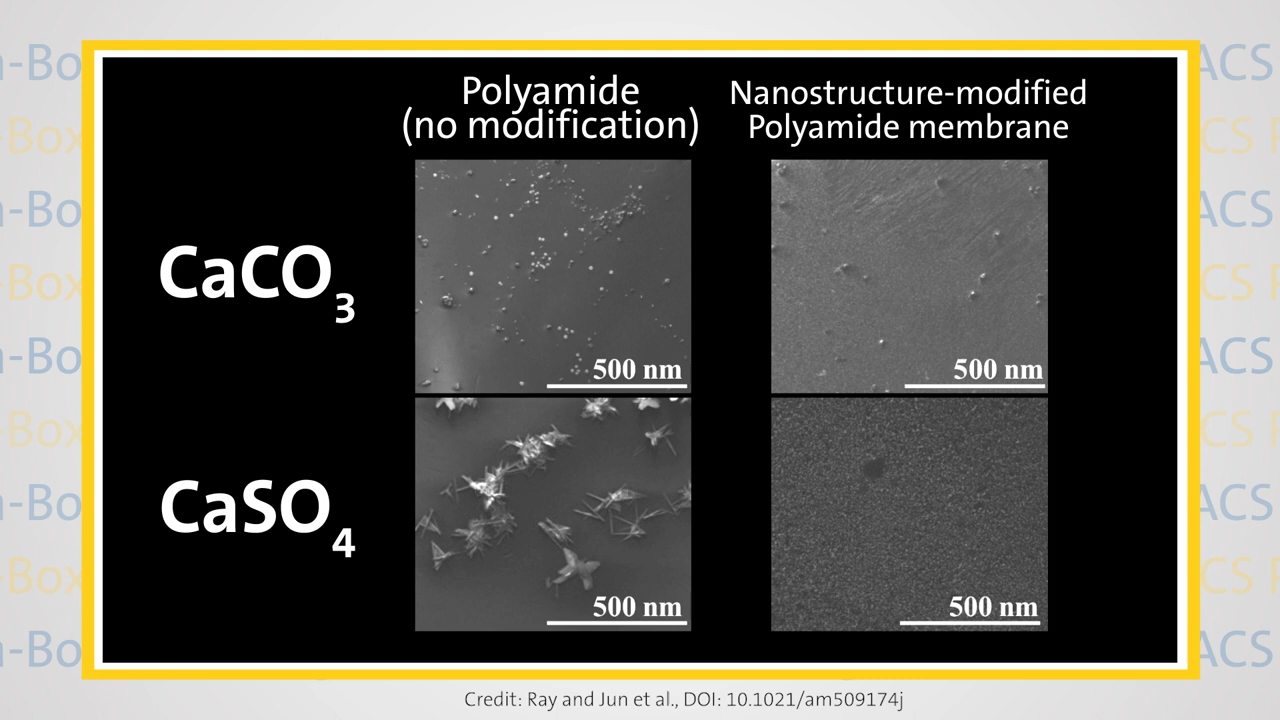 Polyamide
(no modification)
Nanostructure-modified
Polyamide membrane
CaCO3
500 nm
500 nm
CaSO4
500 nm
500 nm
Credit: Ray and Jun et al., DOI: 10.1021/am509174j